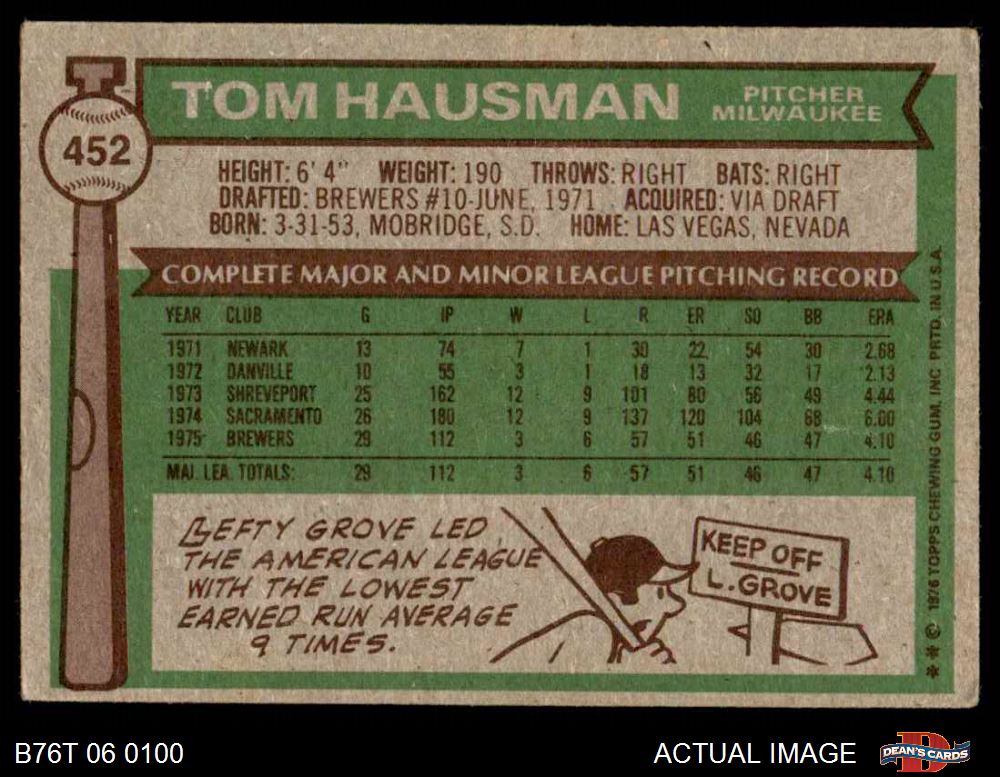 TOM HAUSMAN
PITCHER
MILWAUKEE
452
HEIGHT: 6' 4" WEIGHT: 190 THROWS: RIGHT BATS: RIGHT
DRAFTED: BREWERS #10-JUNE, 1971 ACQUIRED: VIA DRAFT
BORN: 3-31-53, MOBRIDGE, S.D. HOME: LAS VEGAS, NEVADA
COMPLETE MAJOR AND MINOR LEAGUE PITCHING RECORD
YEAR CLUB G IP W L R ER SO BB ERA
1971 NEWARK 13 74 7 1 30 22 54 30 2.68
1972 DANVILLE 10 55 3 1 18 13 32 17 2.13
1973 SHREVEPORT 25 162 12 9 101 80 56 49 4.44
1974 SACRAMENTO 26 180 12 9 137 120 104 68 6.00
1975 BREWERS 29 112 3 6 57 51 46 47 4.10
MAJ. LEA. TOTALS: 29 112 3 6 57 51 46 47 4.10
LEFTY GROVE LED
THE AMERICAN LEAGUE
WITH THE LOWEST
EARNED RUN AVERAGE
9 TIMES.
KEEP OFF
L. GROVE
** © 1976 TOPPS CHEWING GUM, INC. PRTD. IN U.S.A.
B76T 06 0100
ACTUAL IMAGE
DEAN'S CARDS